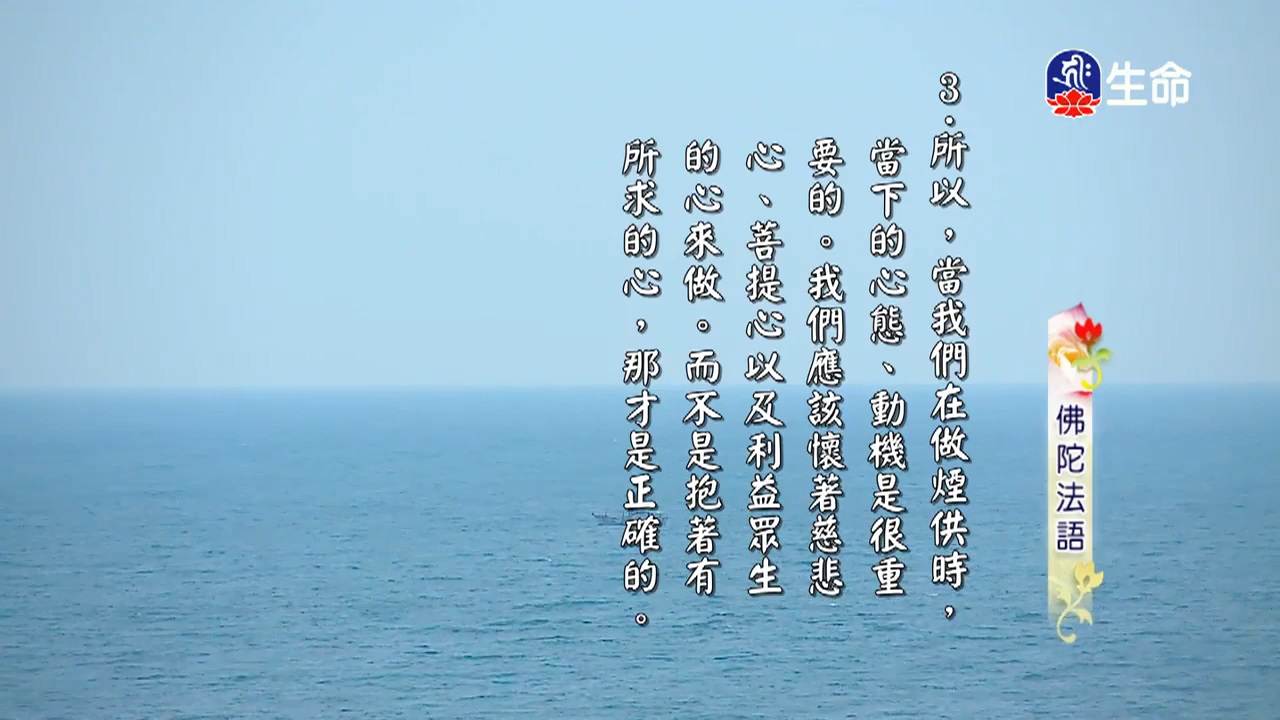 生命
佛陀法語
3.所以，當我們在做煙供時，
當下的心態、動機是很重
要的。我們應該懷著慈悲
心、菩提心以及利益眾生
的心來做。而不是抱著有
所求的心，那才是正確的。